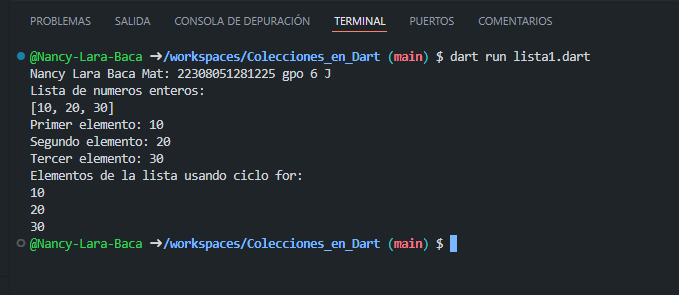 PROBLEMAS SALIDA CONSOLA DE DEPURACIÓN TERMINAL PUERTOS COMENTARIOS
@Nancy-Lara-Baca ➜/workspaces/Colecciones_en_Dart (main) $ dart run lista1.dart
Nancy Lara Baca Mat: 22308051281225 gpo 6 J
Lista de numeros enteros:
[10, 20, 30]
Primer elemento: 10
Segundo elemento: 20
Tercer elemento: 30
Elementos de la lista usando ciclo for:
10
20
30
@Nancy-Lara-Baca ➜/workspaces/Colecciones_en_Dart (main) $